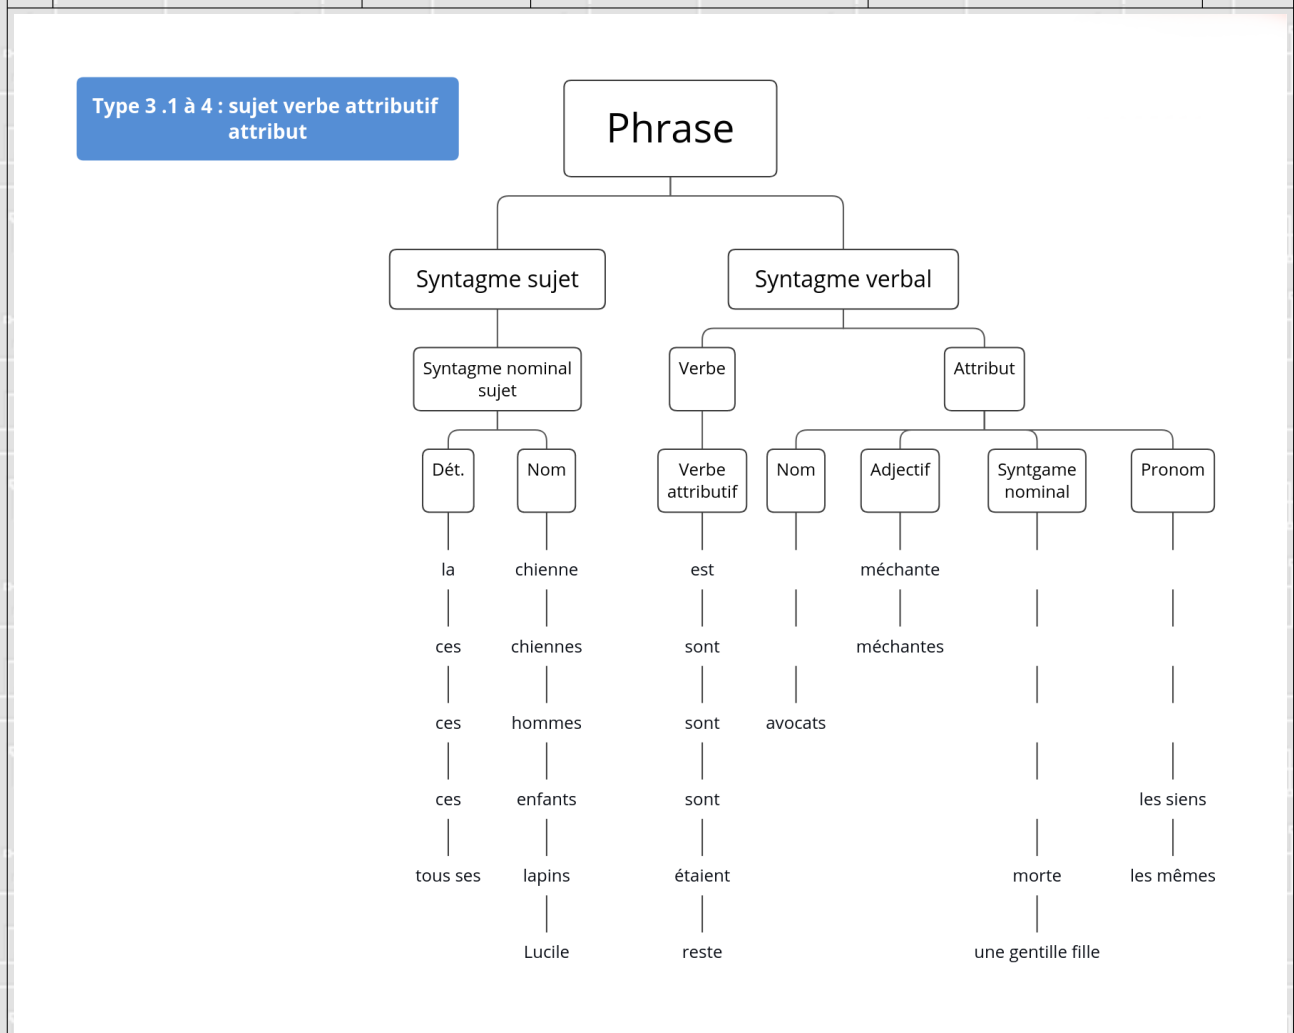 Type 3 .1 à 4 : sujet verbe attributif
attribut
Phrase
Syntagme sujet
Syntagme verbal
Syntagme nominal
sujet
Verbe
Attribut
Dét.
Nom
Verbe
attributif
Nom
Adjectif
Syntgame
nominal
Pronom
la chienne est méchante
ces chiennes sont méchantes
ces hommes sont avocats
ces enfants sont les siens
tous ses lapins étaient morte les mêmes
Lucile reste une gentille fille